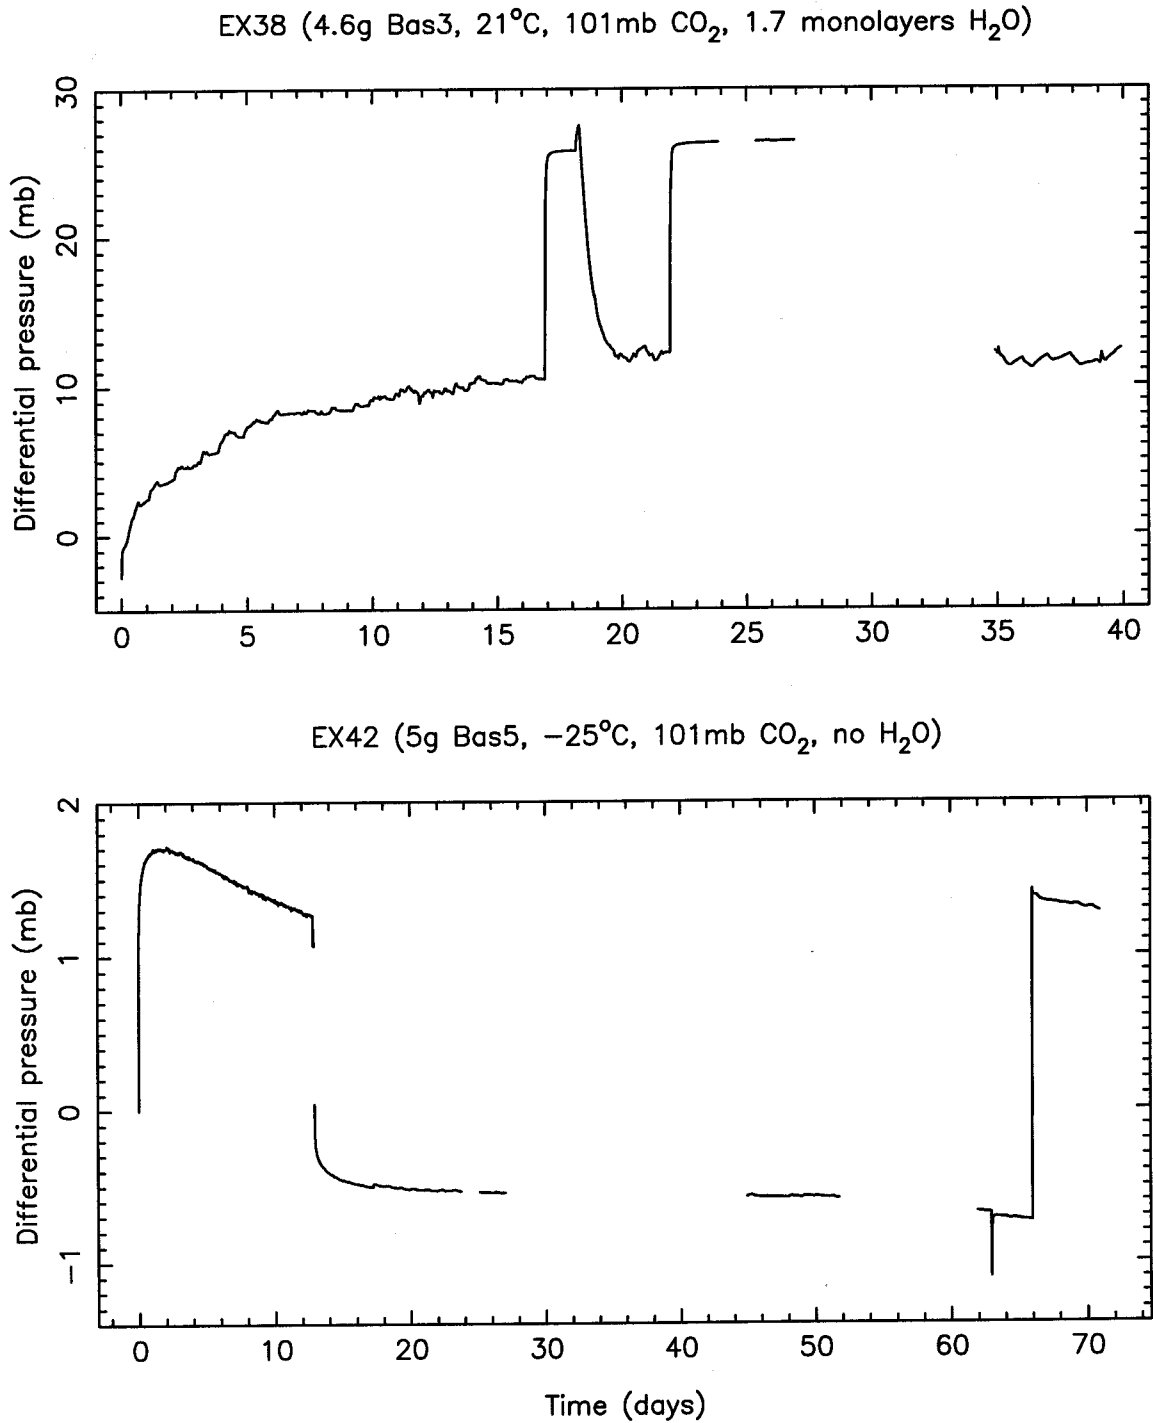 EX38 (4.6g Bas3, 21°C, 101mb CO₂, 1.7 monolayers H₂O)
Differential pressure (mb)
30
20
10
0
0 5 10 15 20 25 30 35 40
EX42 (5g Bas5, −25°C, 101mb CO₂, no H₂O)
Differential pressure (mb)
2
1
0
−1
0 10 20 30 40 50 60 70
Time (days)